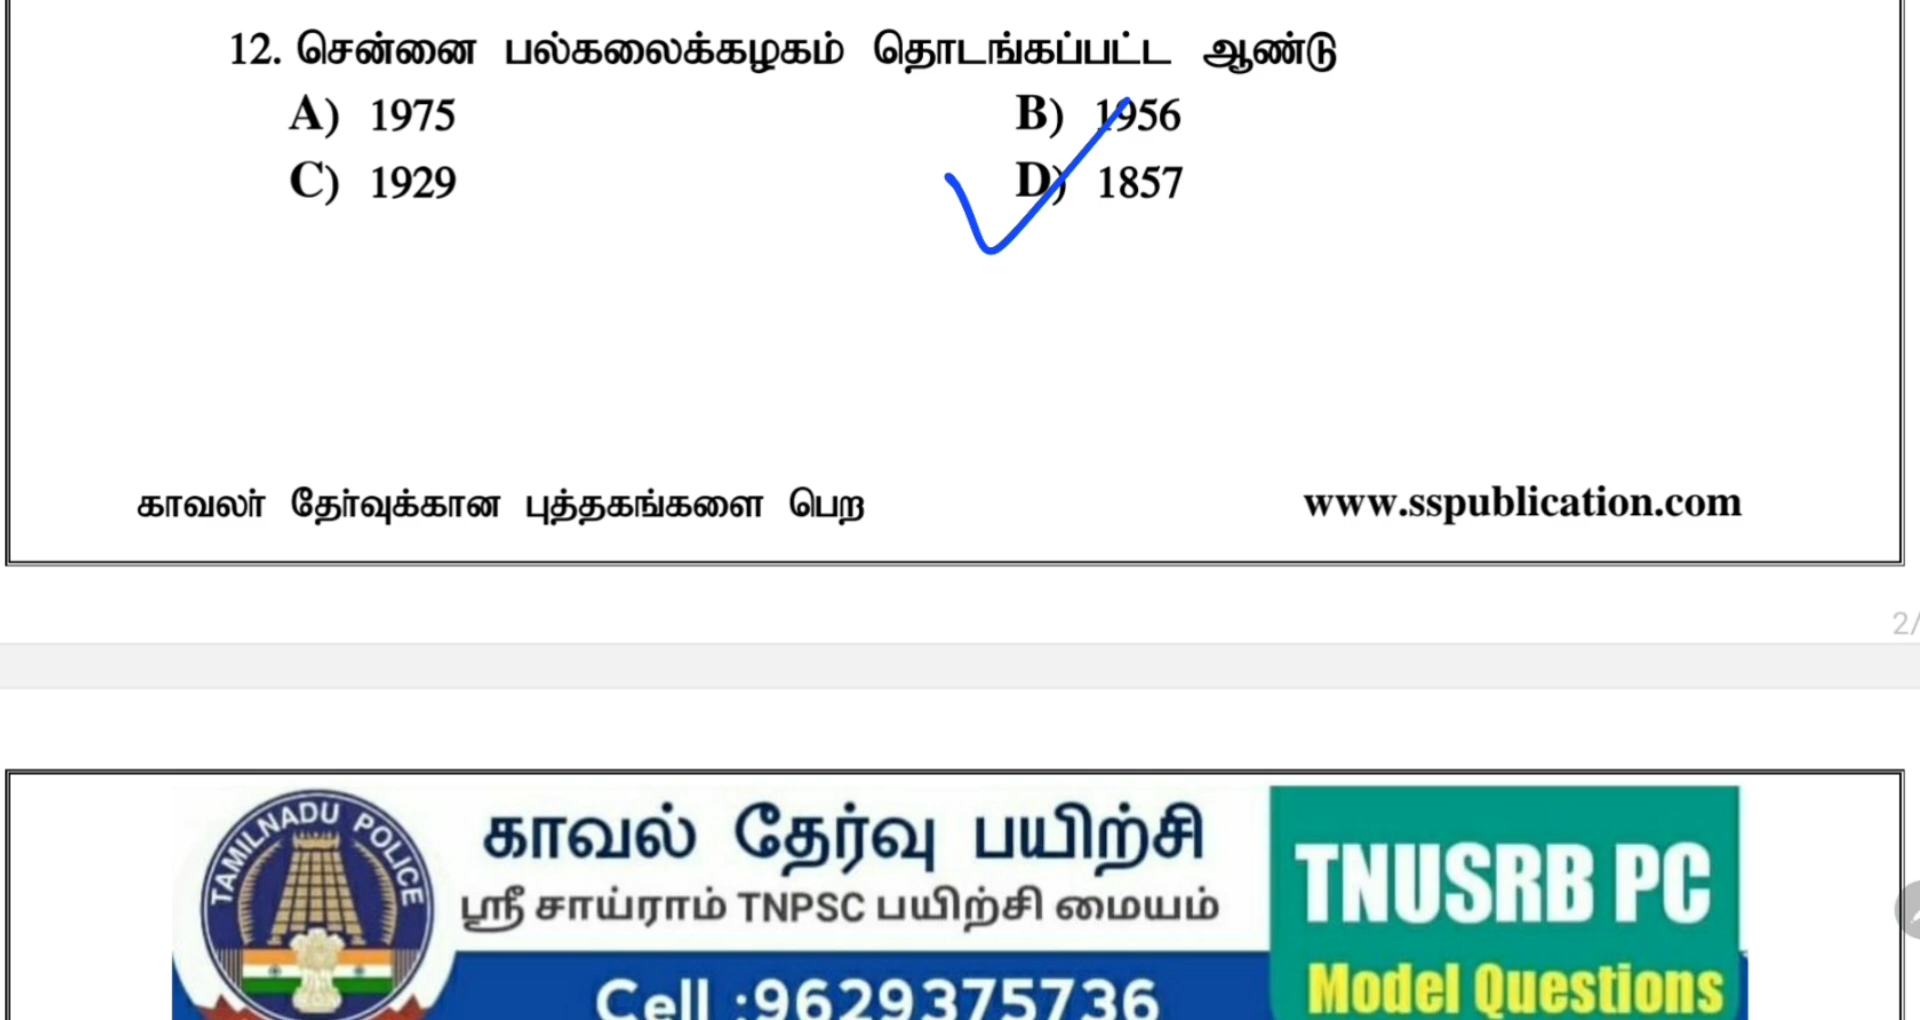 12. சென்னை பல்கலைக்கழகம் தொடங்கப்பட்ட ஆண்டு
A) 1975 B) 1956
C) 1929 D) 1857
காவலர் தேர்வுக்கான புத்தகங்களை பெற www.sspublication.com
2/
TAMILNADU POLICE
காவல் தேர்வு பயிற்சி
ஸ்ரீ சாய்ராம் TNPSC பயிற்சி மையம்
TNUSRB PC
Cell :9629375736
Model Questions